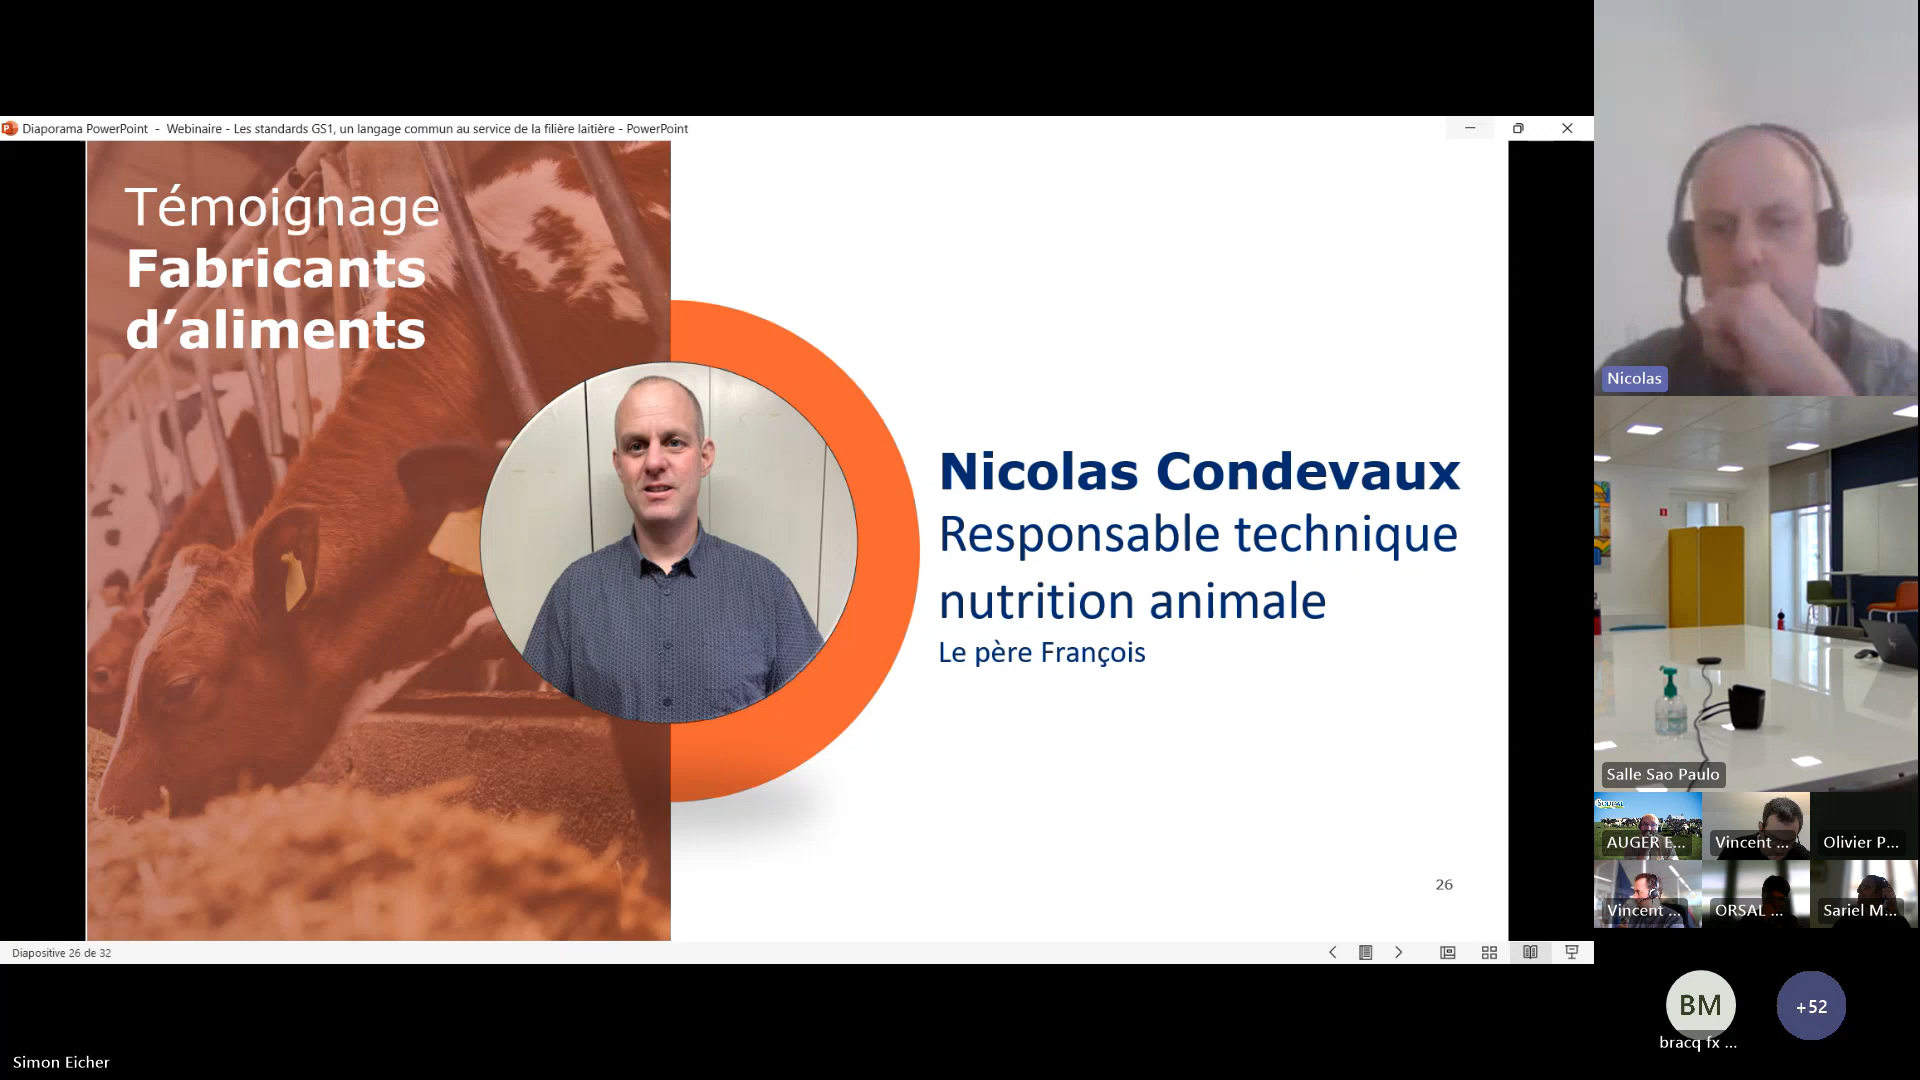 Diaporama PowerPoint - Webinaire - Les standards GS1, un langage commun au service de la filière laitière - PowerPoint
Témoignage
Fabricants
d’aliments
Nicolas Condevaux
Responsable technique
nutrition animale
Le père François
26
Diapositive 26 de 32
Simon Eicher
Nicolas
Salle Sao Paulo
SODIAAL
AUGER E...
Vincent ...
Olivier P...
Vincent ...
ORSAL ...
Sariel M...
BM
+52
bracq fx ...